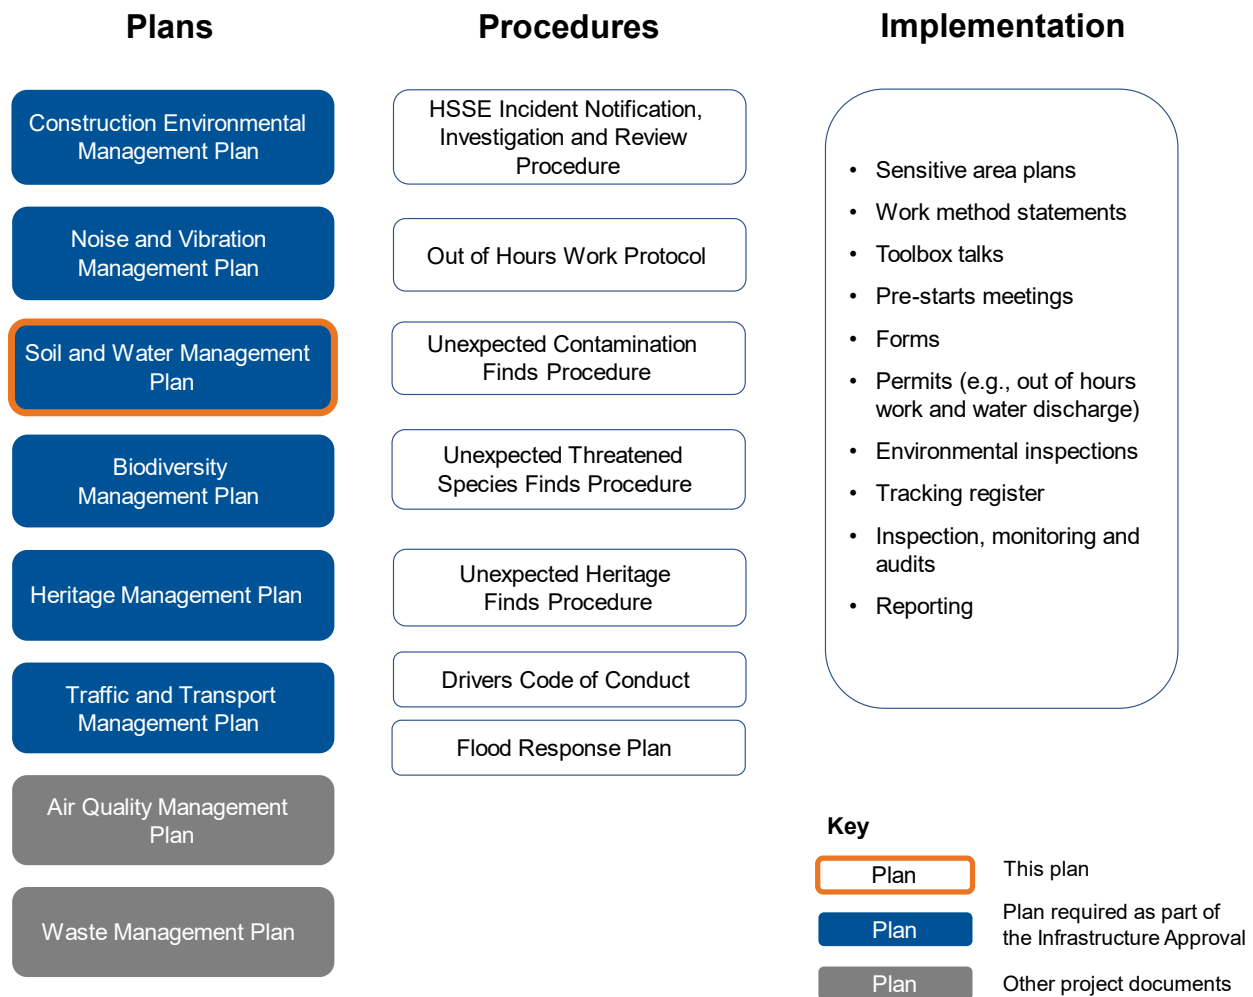 Plans
Construction Environmental
Management Plan
Noise and Vibration
Management Plan
Soil and Water Management
Plan
Biodiversity
Management Plan
Heritage Management Plan
Traffic and Transport
Management Plan
Air Quality Management
Plan
Waste Management Plan
Procedures
HSSE Incident Notification,
Investigation and Review
Procedure
Out of Hours Work Protocol
Unexpected Contamination
Finds Procedure
Unexpected Threatened
Species Finds Procedure
Unexpected Heritage
Finds Procedure
Drivers Code of Conduct
Flood Response Plan
Implementation
• Sensitive area plans
• Work method statements
• Toolbox talks
• Pre-starts meetings
• Forms
• Permits (e.g., out of hours
work and water discharge)
• Environmental inspections
• Tracking register
• Inspection, monitoring and
audits
• Reporting
Key
Plan
This plan
Plan
Plan required as part of
the Infrastructure Approval
Plan
Other project documents